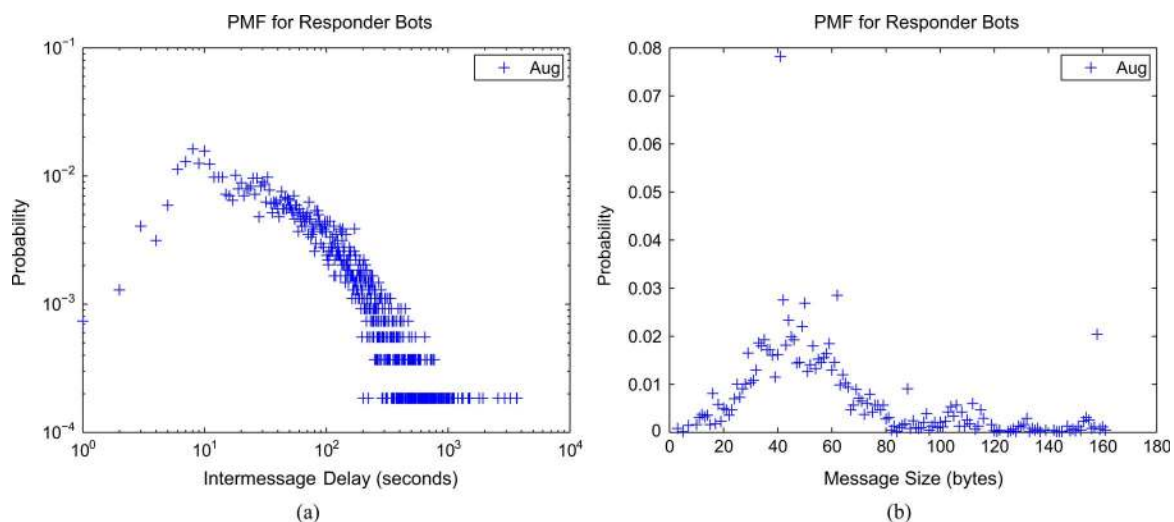 PMF for Responder Bots
10^-1
10^-2
10^-3
10^-4
Probability
10^0 10^1 10^2 10^3 10^4
Intermessage Delay (seconds)
+ Aug
(a)
PMF for Responder Bots
0.08
0.07
0.06
0.05
0.04
0.03
0.02
0.01
0
Probability
0 20 40 60 80 100 120 140 160 180
Message Size (bytes)
+ Aug
(b)